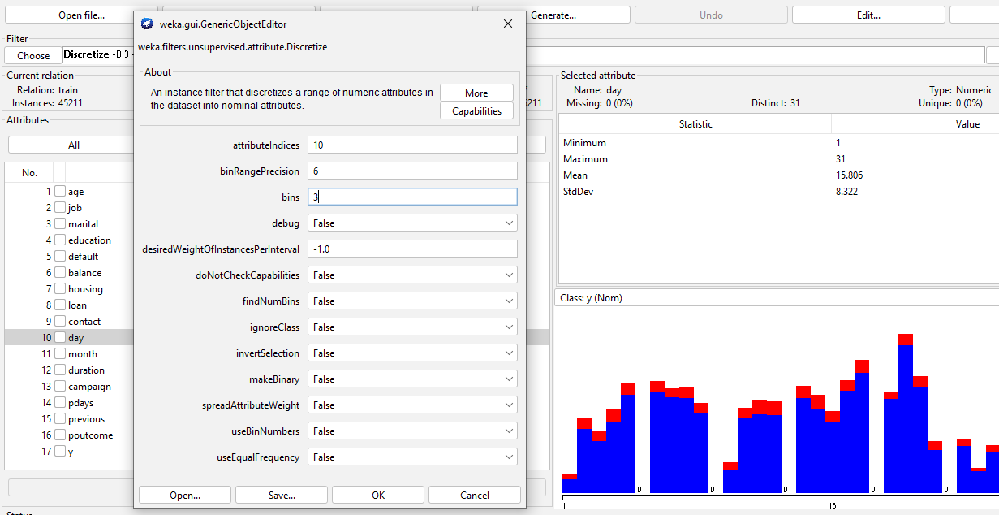 Open file...
Generate...
Undo
Edit...
Filter
Choose
Discretize -B 3 -
Current relation
Relation: train
Instances: 45211
Attributes
All
No.
1 age
2 job
3 marital
4 education
5 default
6 balance
7 housing
8 loan
9 contact
10 day
11 month
12 duration
13 campaign
14 pdays
15 previous
16 poutcome
17 y
weka.gui.GenericObjectEditor
weka.filters.unsupervised.attribute.Discretize
About
An instance filter that discretizes a range of numeric attributes in
the dataset into nominal attributes.
More
Capabilities
attributeIndices 10
binRangePrecision 6
bins 3
debug False
desiredWeightOfInstancesPerInterval -1.0
doNotCheckCapabilities False
findNumBins False
ignoreClass False
invertSelection False
makeBinary False
spreadAttributeWeight False
useBinNumbers False
useEqualFrequency False
Open... Save... OK Cancel
Selected attribute
Name: day Type: Numeric
Missing: 0 (0%) Distinct: 31 Unique: 0 (0%)
Statistic Value
Minimum 1
Maximum 31
Mean 15.806
StdDev 8.322
Class: y (Nom)
0 0 0 0 0
1 16